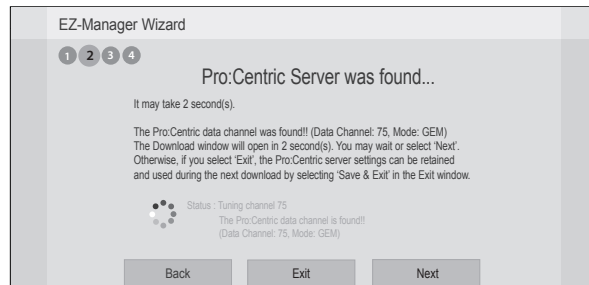 EZ-Manager Wizard
1 2 3 4
Pro:Centric Server was found...
It may take 2 second(s).
The Pro:Centric data channel was found!! (Data Channel: 75, Mode: GEM)
The Download window will open in 2 second(s). You may wait or select ‘Next’.
Otherwise, if you select ‘Exit’, the Pro:Centric server settings can be retained
and used during the next download by selecting ‘Save & Exit’ in the Exit window.
Status : Tuning channel 75
The Pro:Centric data channel is found!!
(Data Channel: 75, Mode: GEM)
Back Exit Next